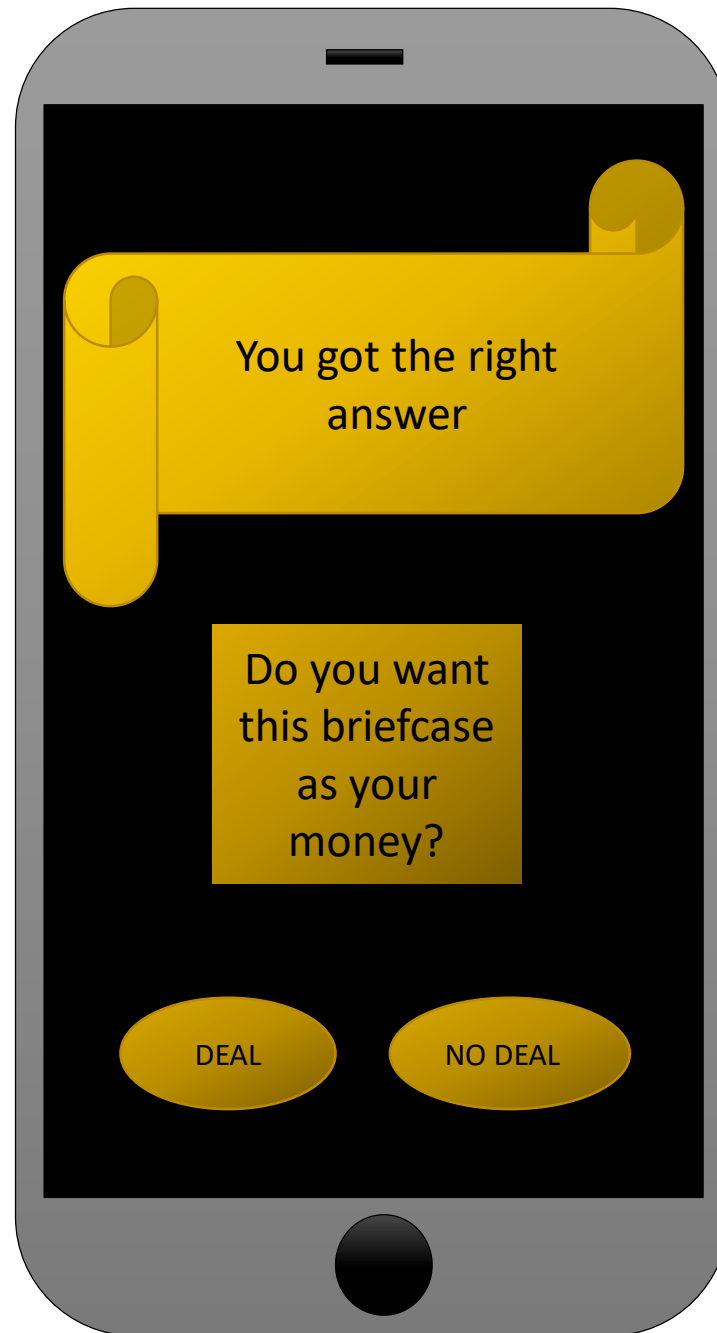 You got the right
answer
Do you want
this briefcase
as your
money?
DEAL
NO DEAL